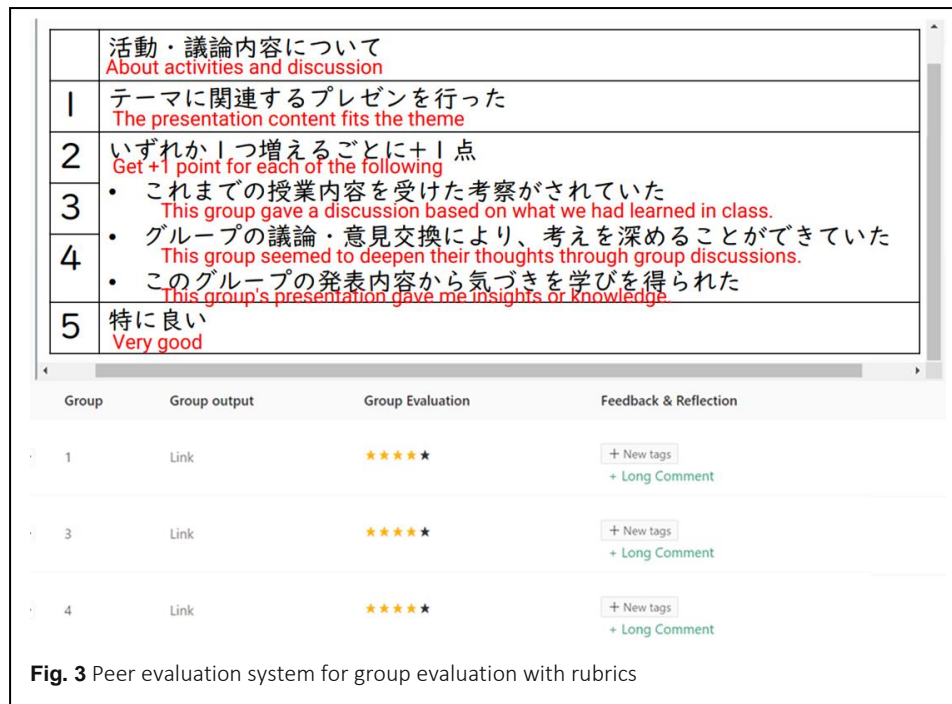 活動・議論内容について
About activities and discussion
1 テーマに関連するプレゼンを行った
The presentation content fits the theme
2 いずれか1つ増えるごとに+1点
Get +1 point for each of the following
3 • これまでの授業内容を受けた考察がされていた
This group gave a discussion based on what we had learned in class.
4 • グループの議論・意見交換により、考えを深めることができていた
This group seemed to deepen their thoughts through group discussions.
• このグループの発表内容から気づきを学びを得られた
This group's presentation gave me insights or knowledge.
5 特に良い
Very good
Group Group output Group Evaluation Feedback & Reflection
1 Link ★★★★★ + New tags
+ Long Comment
3 Link ★★★★★ + New tags
+ Long Comment
4 Link ★★★★★ + New tags
+ Long Comment
Fig. 3 Peer evaluation system for group evaluation with rubrics